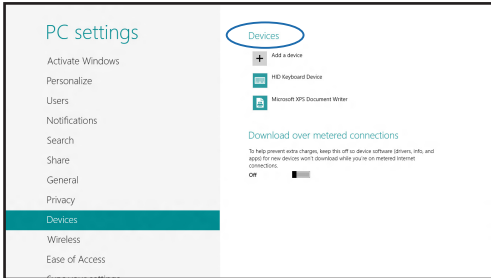 PC settings
Activate Windows
Personalize
Users
Notifications
Search
Share
General
Privacy
Devices
Wireless
Ease of Access
Sync your settings
Devices
Add a device
HID Keyboard Device
Microsoft XPS Document Writer
Download over metered connections
To help prevent extra charges, keep this off so device software (drivers, info, and
apps) for new devices won't download while you're on metered Internet
connections.
Off